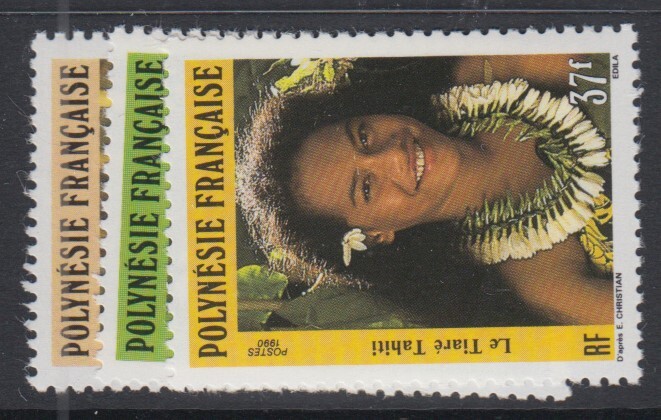 POLYNÉSIE FRANÇAISE
POLYNÉSIE FRANÇAISE
POLYNÉSIE FRANÇAISE
37f
EDILA
POSTES
1990
Le Tiaré Tahiti
RF
D'après E. CHRISTIAN